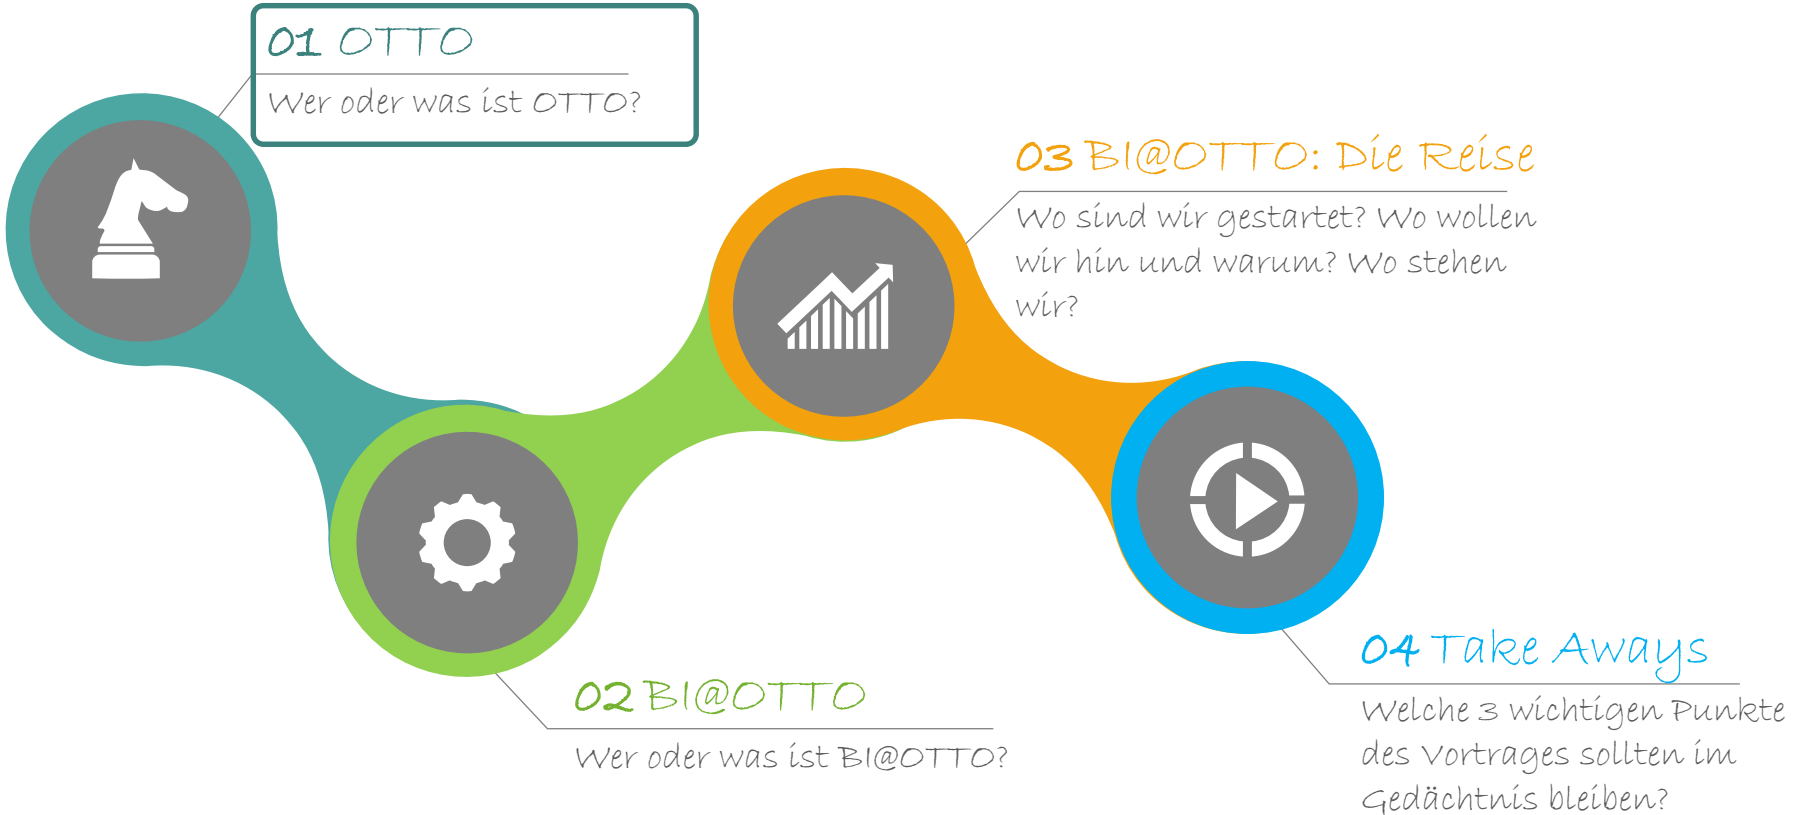 01 OTTO
Wer oder was ist OTTO?
02 BI@OTTO
Wer oder was ist BI@OTTO?
03 BI@OTTO: Die Reise
Wo sind wir gestartet? Wo wollen
wir hin und warum? Wo stehen
wir?
04 Take Aways
Welche 3 wichtigen Punkte
des Vortrages sollten im
Gedächtnis bleiben?